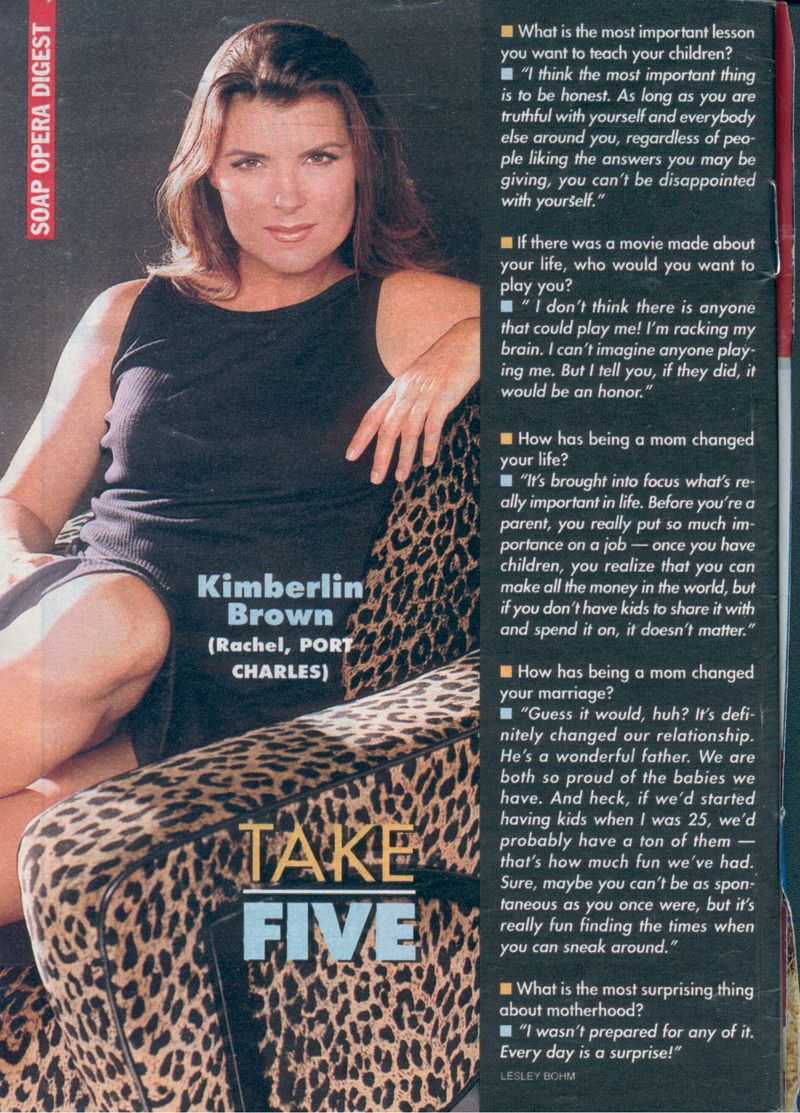 SOAP OPERA DIGEST
Kimberlin
Brown
(Rachel, PORT
CHARLES)
TAKE
FIVE
What is the most important lesson
you want to teach your children?
“I think the most important thing
is to be honest. As long as you are
truthful with yourself and everybody
else around you, regardless of peo-
ple liking the answers you may be
giving, you can’t be disappointed
with yourself.”
If there was a movie made about
your life, who would you want to
play you?
“ I don’t think there is anyone
that could play me! I’m racking my
brain. I can’t imagine anyone play-
ing me. But I tell you, if they did, it
would be an honor.”
How has being a mom changed
your life?
“It’s brought into focus what’s re-
ally important in life. Before you’re a
parent, you really put so much im-
portance on a job — once you have
children, you realize that you can
make all the money in the world, but
if you don’t have kids to share it with
and spend it on, it doesn’t matter.”
How has being a mom changed
your marriage?
“Guess it would, huh? It’s defi-
nitely changed our relationship.
He’s a wonderful father. We are
both so proud of the babies we
have. And heck, if we’d started
having kids when I was 25, we’d
probably have a ton of them —
that’s how much fun we’ve had.
Sure, maybe you can’t be as spon-
taneous as you once were, but it’s
really fun finding the times when
you can sneak around.”
What is the most surprising thing
about motherhood?
“I wasn’t prepared for any of it.
Every day is a surprise!”
LESLEY BOHM